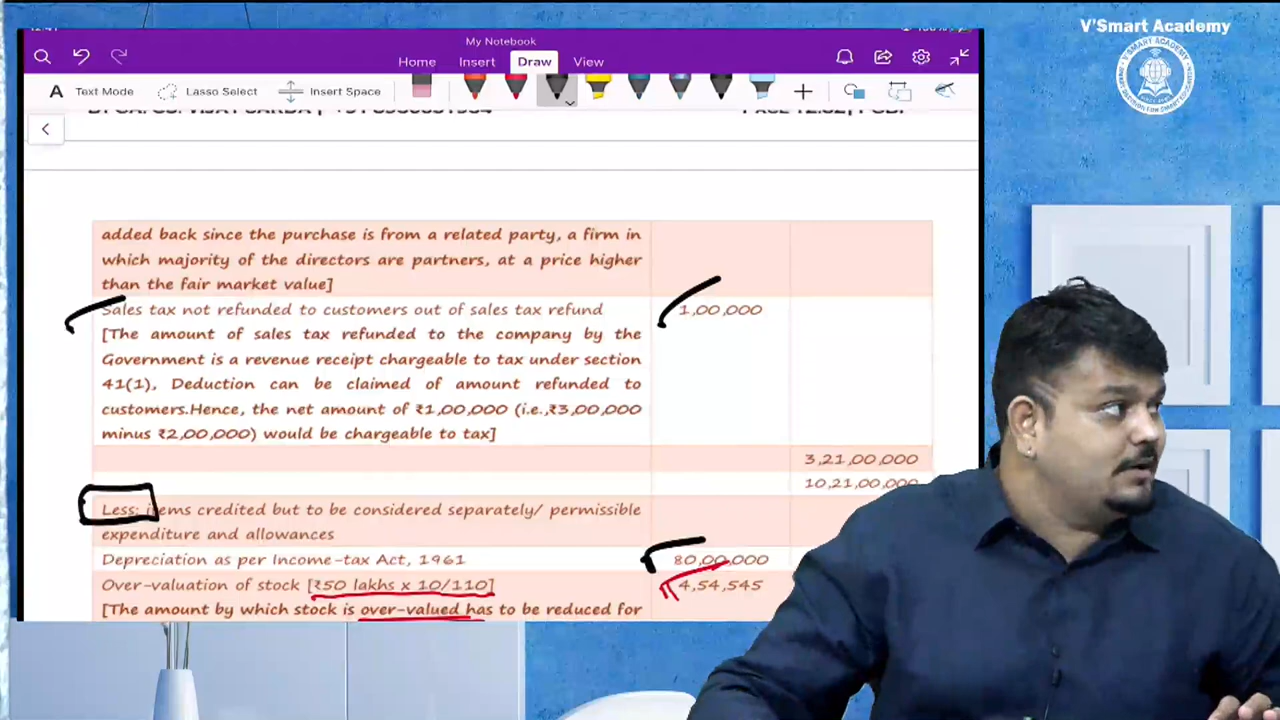 V'Smart Academy
My Notebook
Home Insert Draw View
Text Mode Lasso Select Insert Space
added back since the purchase is from a related party, a firm in
which majority of the directors are partners, at a price higher
than the fair market value]
Sales tax not refunded to customers out of sales tax refund 1,00,000
[The amount of sales tax refunded to the company by the
Government is a revenue receipt chargeable to tax under section
41(1), Deduction can be claimed of amount refunded to
customers.Hence, the net amount of ₹1,00,000 (i.e.,₹3,00,000
minus ₹2,00,000) would be chargeable to tax]
3,21,00,000
10,21,00,000
Less: items credited but to be considered separately/ permissible
expenditure and allowances
Depreciation as per Income-tax Act, 1961 80,00,000
Over-valuation of stock [₹50 lakhs x 10/110] 4,54,545
[The amount by which stock is over-valued has to be reduced for